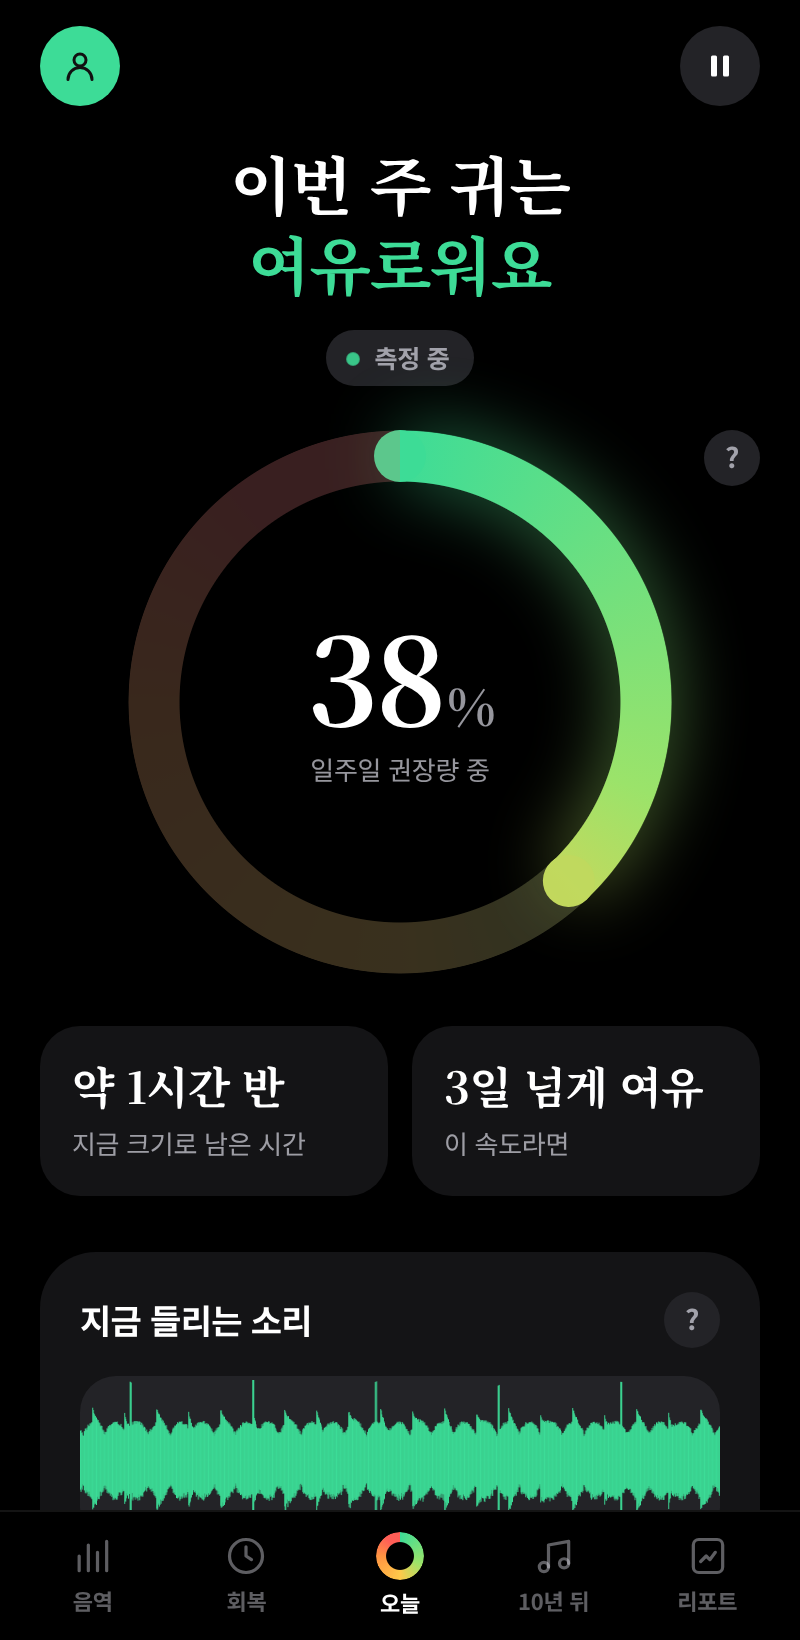 이번 주 귀는
여유로워요
측정 중
?
38%
일주일 권장량 중
약 1시간 반
지금 크기로 남은 시간
3일 넘게 여유
이 속도라면
지금 들리는 소리
?
음역
회복
오늘
10년 뒤
리포트